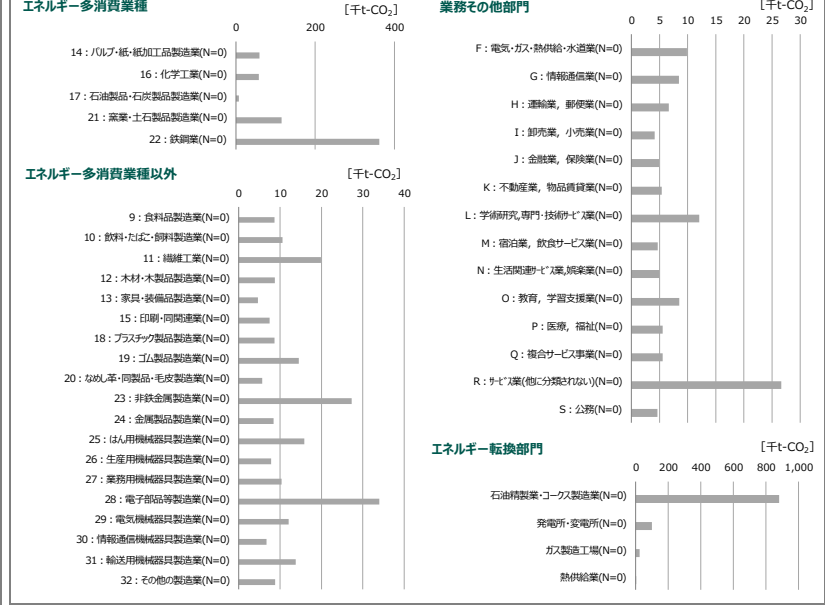 エネルギー多消費業種
[千t-CO2]
0 200 400
14：パルプ・紙・紙加工品製造業(N=0)
16：化学工業(N=0)
17：石油製品・石炭製品製造業(N=0)
21：窯業・土石製品製造業(N=0)
22：鉄鋼業(N=0)
エネルギー多消費業種以外
[千t-CO2]
0 10 20 30 40
9：食料品製造業(N=0)
10：飲料・たばこ・飼料製造業(N=0)
11：繊維工業(N=0)
12：木材・木製品製造業(N=0)
13：家具・装備品製造業(N=0)
15：印刷・同関連業(N=0)
18：プラスチック製品製造業(N=0)
19：ゴム製品製造業(N=0)
20：なめし革・同製品・毛皮製造業(N=0)
23：非鉄金属製造業(N=0)
24：金属製品製造業(N=0)
25：はん用機械器具製造業(N=0)
26：生産用機械器具製造業(N=0)
27：業務用機械器具製造業(N=0)
28：電子部品等製造業(N=0)
29：電気機械器具製造業(N=0)
30：情報通信機械器具製造業(N=0)
31：輸送用機械器具製造業(N=0)
32：その他の製造業(N=0)
業務その他部門
[千t-CO2]
0 5 10 15 20 25 30
F：電気・ガス・熱供給・水道業(N=0)
G：情報通信業(N=0)
H：運輸業，郵便業(N=0)
I：卸売業，小売業(N=0)
J：金融業，保険業(N=0)
K：不動産業，物品賃貸業(N=0)
L：学術研究,専門・技術ｻｰﾋﾞｽ業(N=0)
M：宿泊業，飲食サービス業(N=0)
N：生活関連ｻｰﾋﾞｽ業,娯楽業(N=0)
O：教育，学習支援業(N=0)
P：医療，福祉(N=0)
Q：複合サービス事業(N=0)
R：ｻｰﾋﾞｽ業(他に分類されない)(N=0)
S：公務(N=0)
エネルギー転換部門
[千t-CO2]
0 200 400 600 800 1,000
石油精製業・コークス製造業(N=0)
発電所・変電所(N=0)
ガス製造工場(N=0)
熱供給業(N=0)